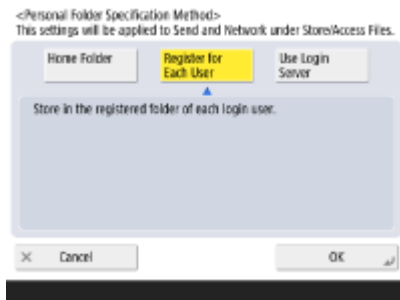 <Personal Folder Specification Method>
This settings will be applied to Send and Network under Store/Access Files.
Home Folder
Register for
Each User
Use Login
Server
Store in the registered folder of each login user.
Cancel
OK